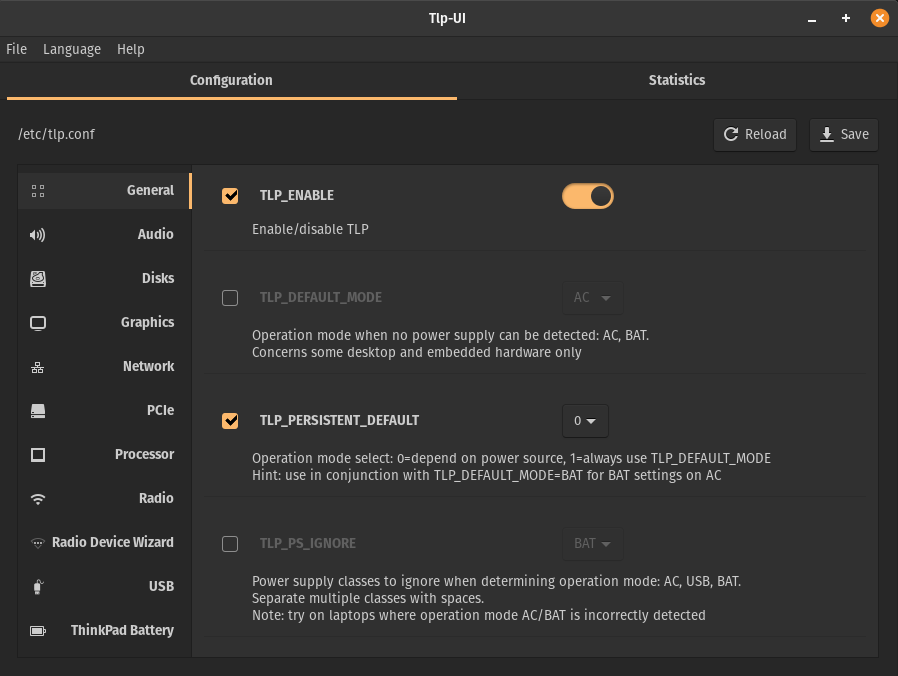 Tlp-UI
File Language Help
Configuration Statistics
/etc/tlp.conf Reload Save
General
Audio
Disks
Graphics
Network
PCIe
Processor
Radio
Radio Device Wizard
USB
ThinkPad Battery
TLP_ENABLE
Enable/disable TLP
TLP_DEFAULT_MODE AC
Operation mode when no power supply can be detected: AC, BAT.
Concerns some desktop and embedded hardware only
TLP_PERSISTENT_DEFAULT 0
Operation mode select: 0=depend on power source, 1=always use TLP_DEFAULT_MODE
Hint: use in conjunction with TLP_DEFAULT_MODE=BAT for BAT settings on AC
TLP_PS_IGNORE BAT
Power supply classes to ignore when determining operation mode: AC, USB, BAT.
Separate multiple classes with spaces.
Note: try on laptops where operation mode AC/BAT is incorrectly detected